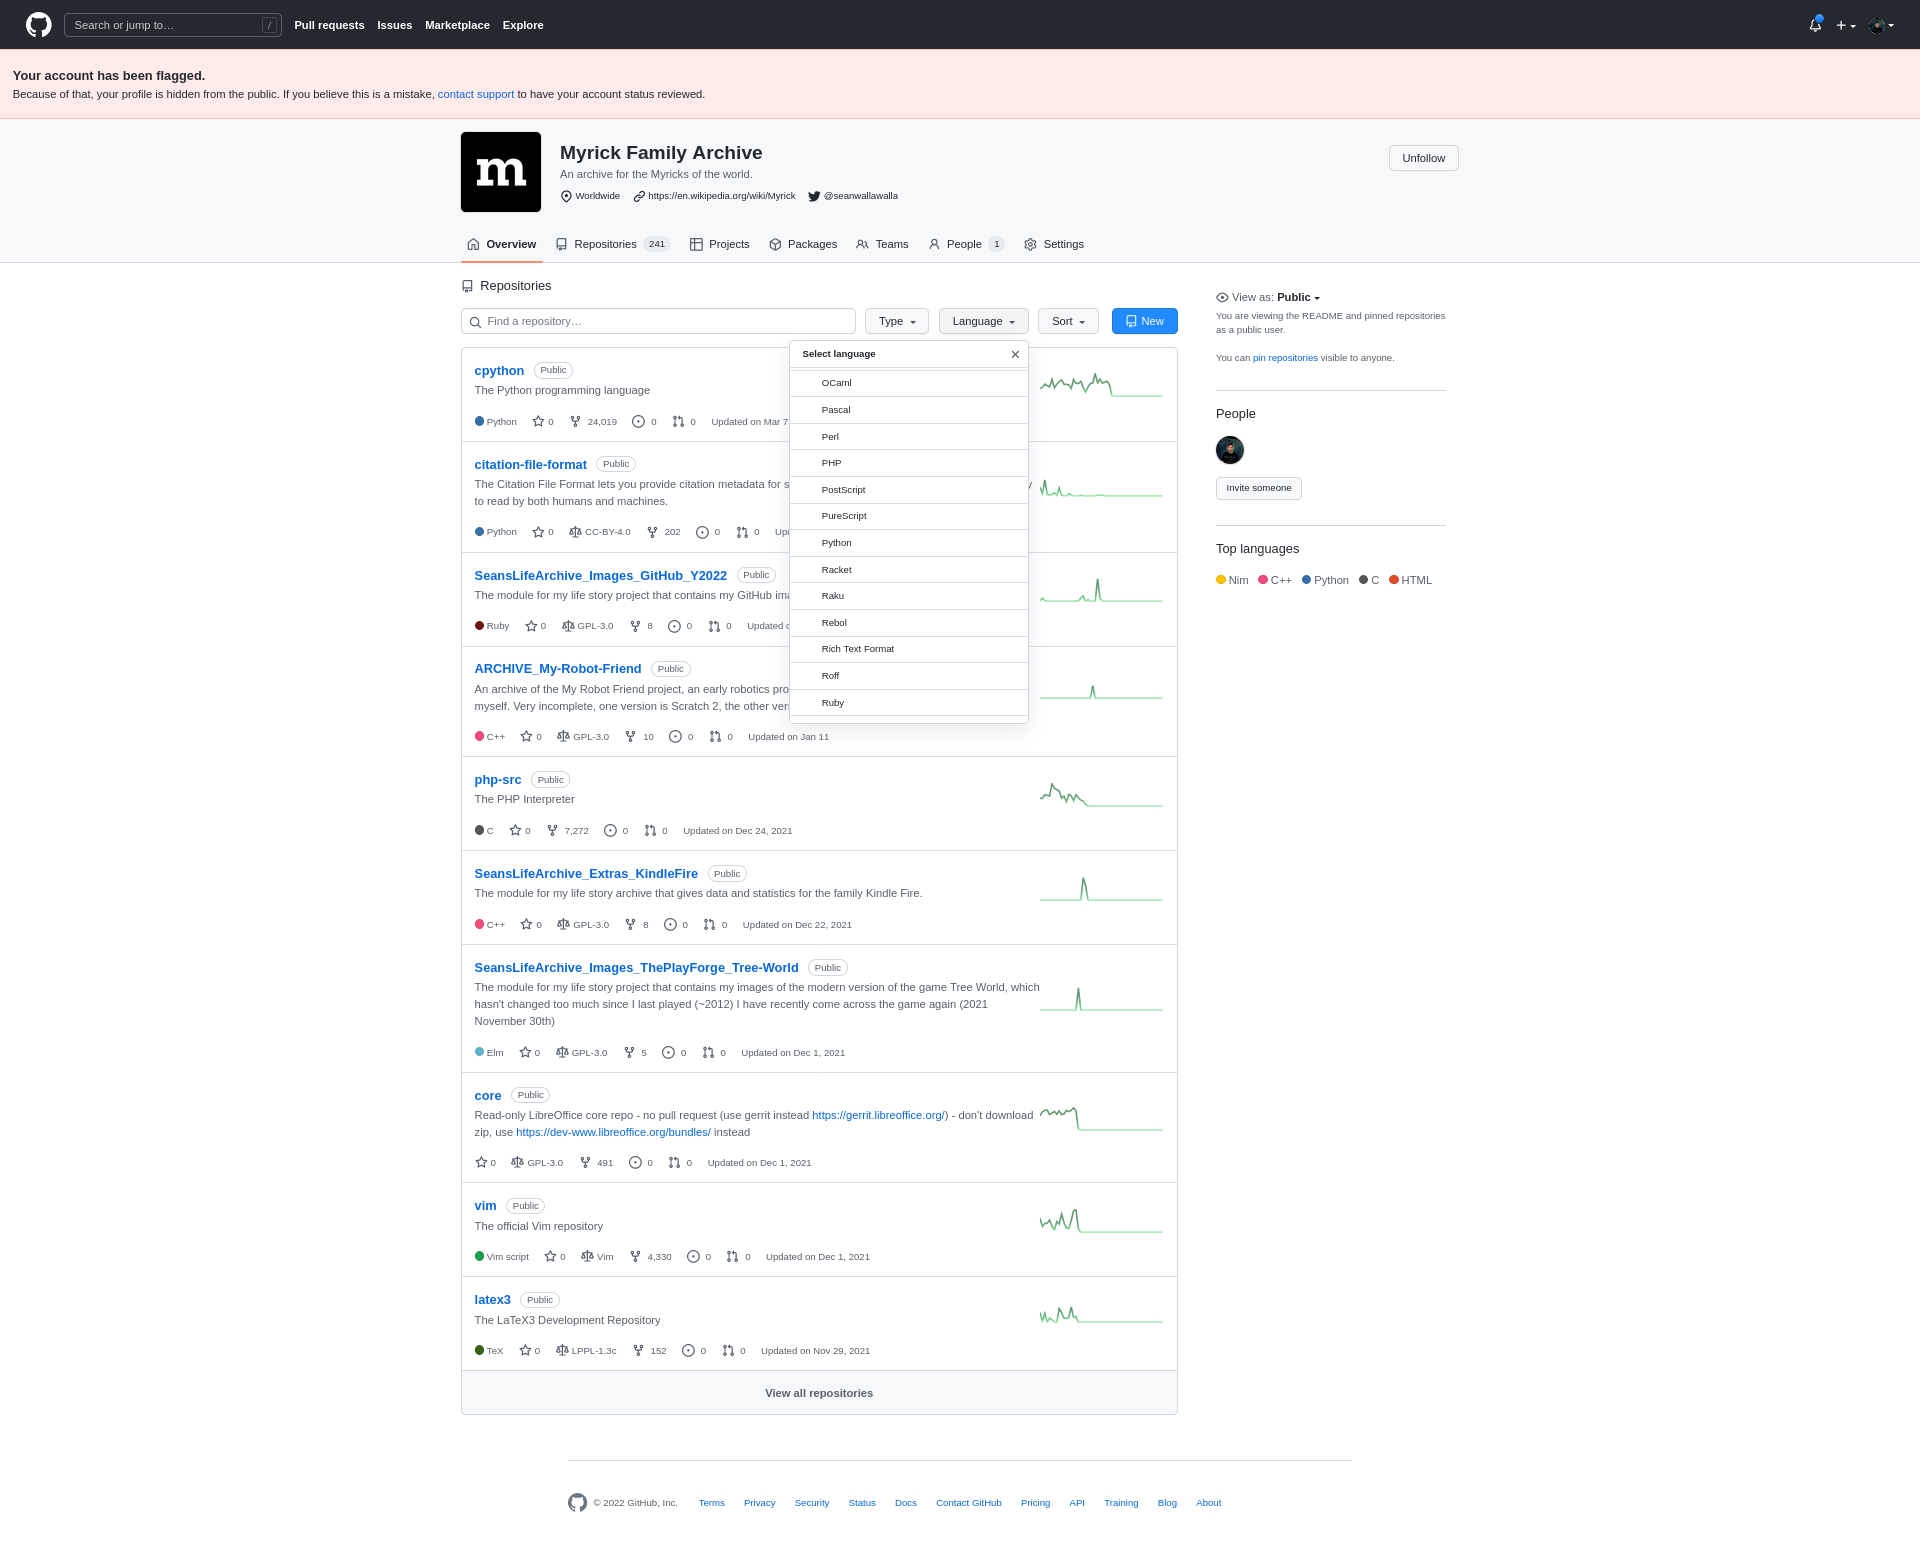 Search or jump to…
/
Pull requests
Issues
Marketplace
Explore
Your account has been flagged.
Because of that, your profile is hidden from the public. If you believe this is a mistake, contact support to have your account status reviewed.
m
Myrick Family Archive
An archive for the Myricks of the world.
Worldwide
https://en.wikipedia.org/wiki/Myrick
@seanwallawalla
Unfollow
Overview
Repositories 241
Projects
Packages
Teams
People 1
Settings
Repositories
Find a repository…
Type
Language
Sort
New
Select language
OCaml
Pascal
Perl
PHP
PostScript
PureScript
Python
Racket
Raku
Rebol
Rich Text Format
Roff
Ruby
cpython Public
The Python programming language
Python 0 24,019 0 0 Updated on Mar 7
citation-file-format Public
The Citation File Format lets you provide citation metadata for s
to read by both humans and machines.
Python 0 CC-BY-4.0 202 0 0
SeansLifeArchive_Images_GitHub_Y2022 Public
The module for my life story project that contains my GitHub
Ruby 0 GPL-3.0 8 0 0 Updated
ARCHIVE_My-Robot-Friend Public
An archive of the My Robot Friend project, an early robotics pro
myself. Very incomplete, one version is Scratch 2, the other vers
C++ 0 GPL-3.0 10 0 0 Updated on Jan 11
php-src Public
The PHP Interpreter
C 0 7,272 0 0 Updated on Dec 24, 2021
SeansLifeArchive_Extras_KindleFire Public
The module for my life story archive that gives data and statistics for the family Kindle Fire.
C++ 0 GPL-3.0 8 0 0 Updated on Dec 22, 2021
SeansLifeArchive_Images_ThePlayForge_Tree-World Public
The module for my life story project that contains my images of the modern version of the game Tree World, which
hasn't changed too much since I last played (~2012) I have recently come across the game again (2021
November 30th)
Elm 0 GPL-3.0 5 0 0 Updated on Dec 1, 2021
core Public
Read-only LibreOffice core repo - no pull request (use gerrit instead https://gerrit.libreoffice.org/) - don't download
zip, use https://dev-www.libreoffice.org/bundles/ instead
0 GPL-3.0 491 0 0 Updated on Dec 1, 2021
vim Public
The official Vim repository
Vim script 0 Vim 4,330 0 0 Updated on Dec 1, 2021
latex3 Public
The LaTeX3 Development Repository
TeX 0 LPPL-1.3c 152 0 0 Updated on Nov 29, 2021
View all repositories
View as: Public
You are viewing the README and pinned repositories
as a public user.
You can pin repositories visible to anyone.
People
Invite someone
Top languages
Nim C++ Python C HTML
© 2022 GitHub, Inc.
Terms
Privacy
Security
Status
Docs
Contact GitHub
Pricing
API
Training
Blog
About